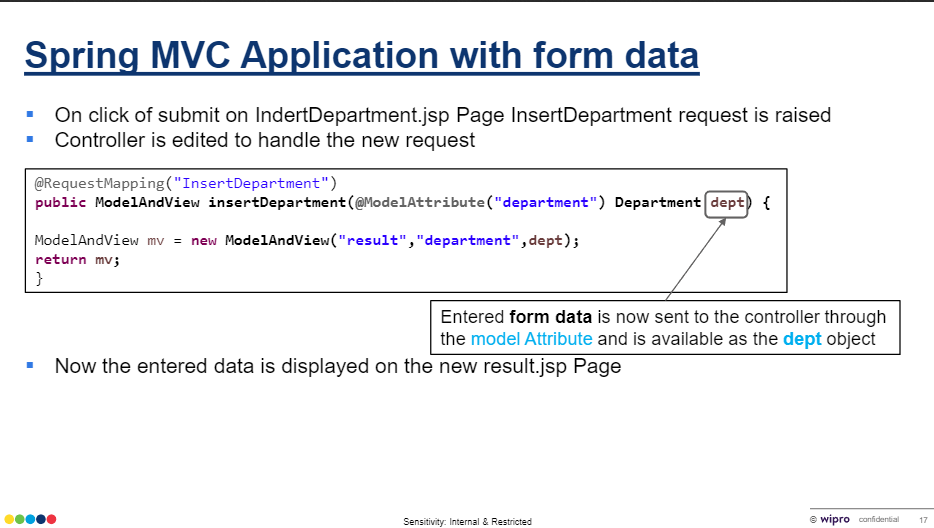 Spring MVC Application with form data
On click of submit on IndertDepartment.jsp Page InsertDepartment request is raised
Controller is edited to handle the new request
@RequestMapping("InsertDepartment")
public ModelAndView insertDepartment(@ModelAttribute("department") Department dept) {
ModelAndView mv = new ModelAndView("result","department",dept);
return mv;
}
Entered form data is now sent to the controller through
the model Attribute and is available as the dept object
Now the entered data is displayed on the new result.jsp Page
Sensitivity: Internal & Restricted
© wipro confidential 17